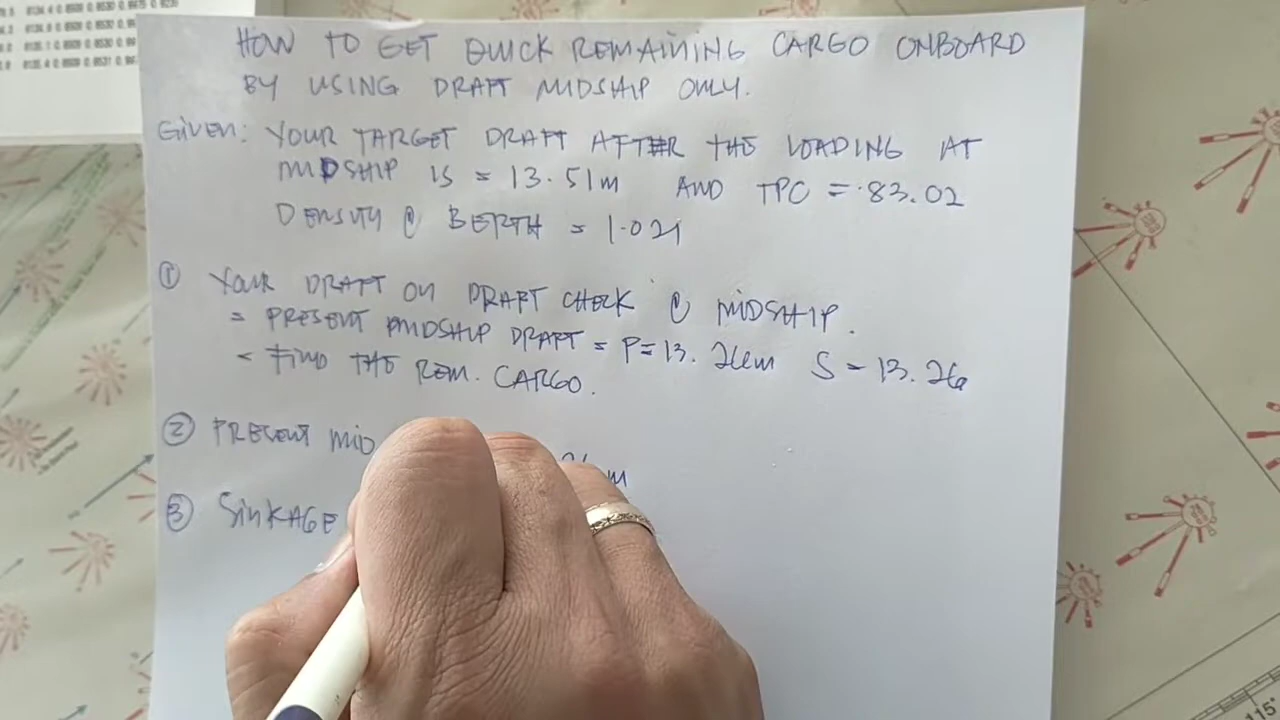 HOW TO GET QUICK REMAINING CARGO ONBOARD
BY USING DRAFT MIDSHIP ONLY.
GIVEN: YOUR TARGET DRAFT AFTER THE LOADING AT
MIDSHIP IS = 13.51m AND TPC = 83.02
DENSITY @ BERTH = 1.021
① YOUR DRAFT ON DRAFT CHECK @ MIDSHIP.
= PRESENT MIDSHIP DRAFT = P = 13.26m S = 13.26
= FIND THE REM. CARGO.
② PRESENT MID
m
③ SINKAGE
115°